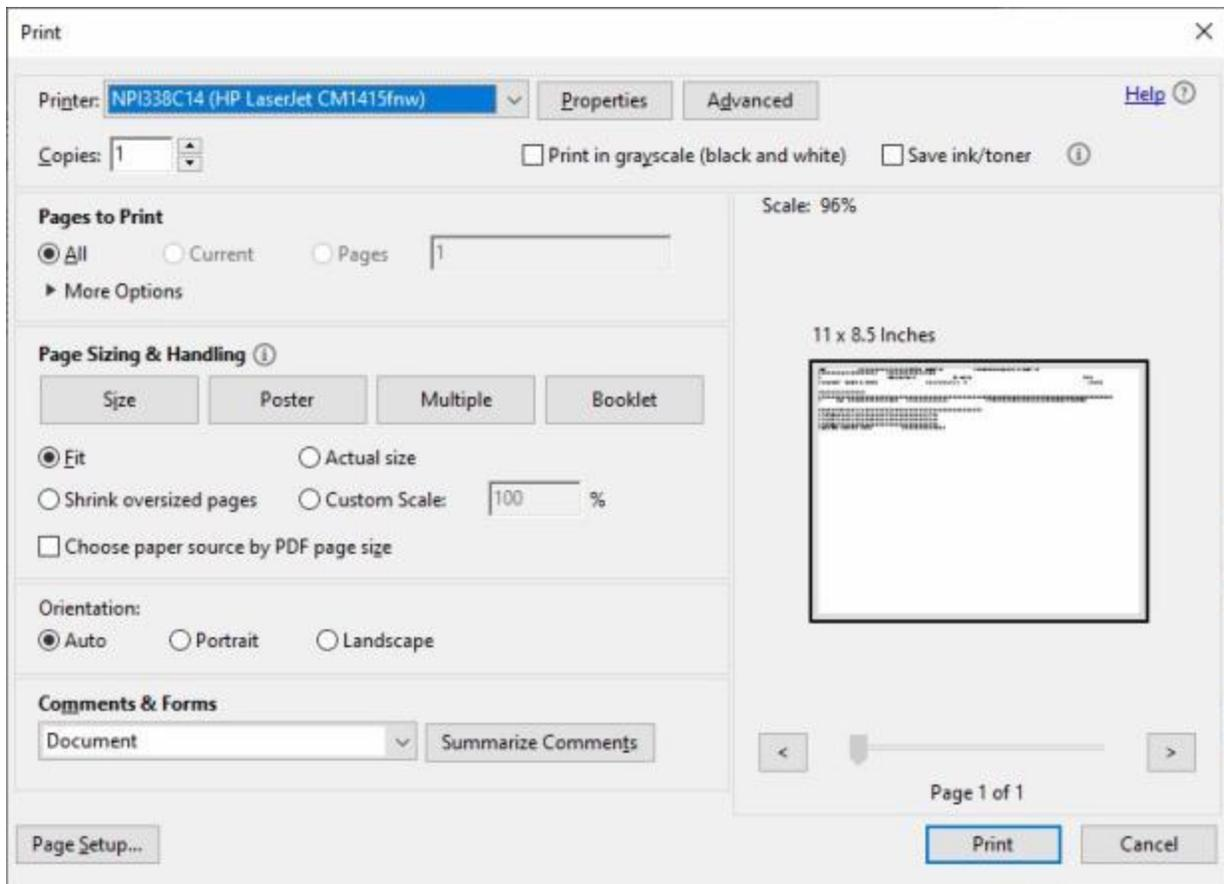 Print
Printer: NPI338C14 (HP LaserJet CM1415fnw) Properties Advanced Help
Copies: 1 Print in grayscale (black and white) Save ink/toner
Pages to Print
All Current Pages 1
More Options
Page Sizing & Handling
Size Poster Multiple Booklet
Fit Actual size
Shrink oversized pages Custom Scale: 100 %
Choose paper source by PDF page size
Orientation:
Auto Portrait Landscape
Comments & Forms
Document Summarize Comments
Scale: 96%
11 x 8.5 Inches
< >
Page 1 of 1
Page Setup... Print Cancel